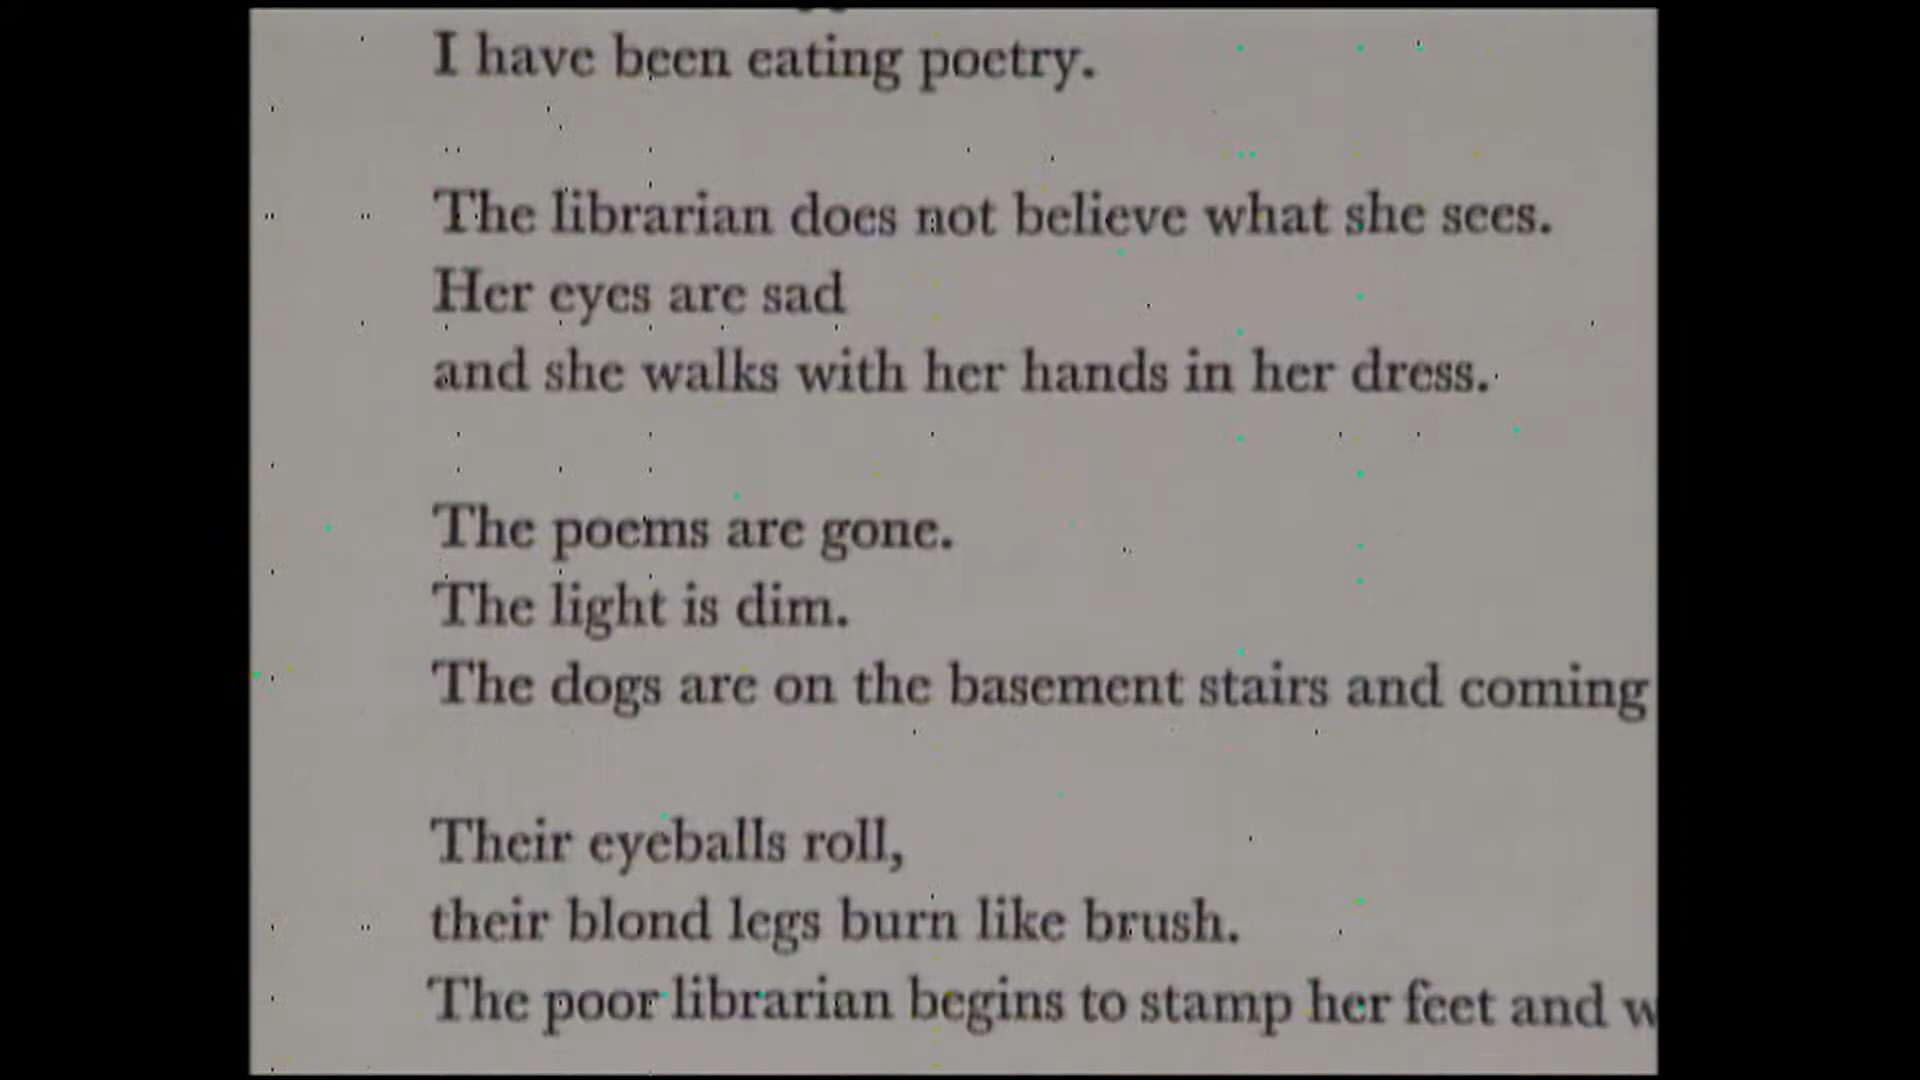 I have been eating poetry.
The librarian does not believe what she sees.
Her eyes are sad
and she walks with her hands in her dress.
The poems are gone.
The light is dim.
The dogs are on the basement stairs and coming
Their eyeballs roll,
their blond legs burn like brush.
The poor librarian begins to stamp her feet and